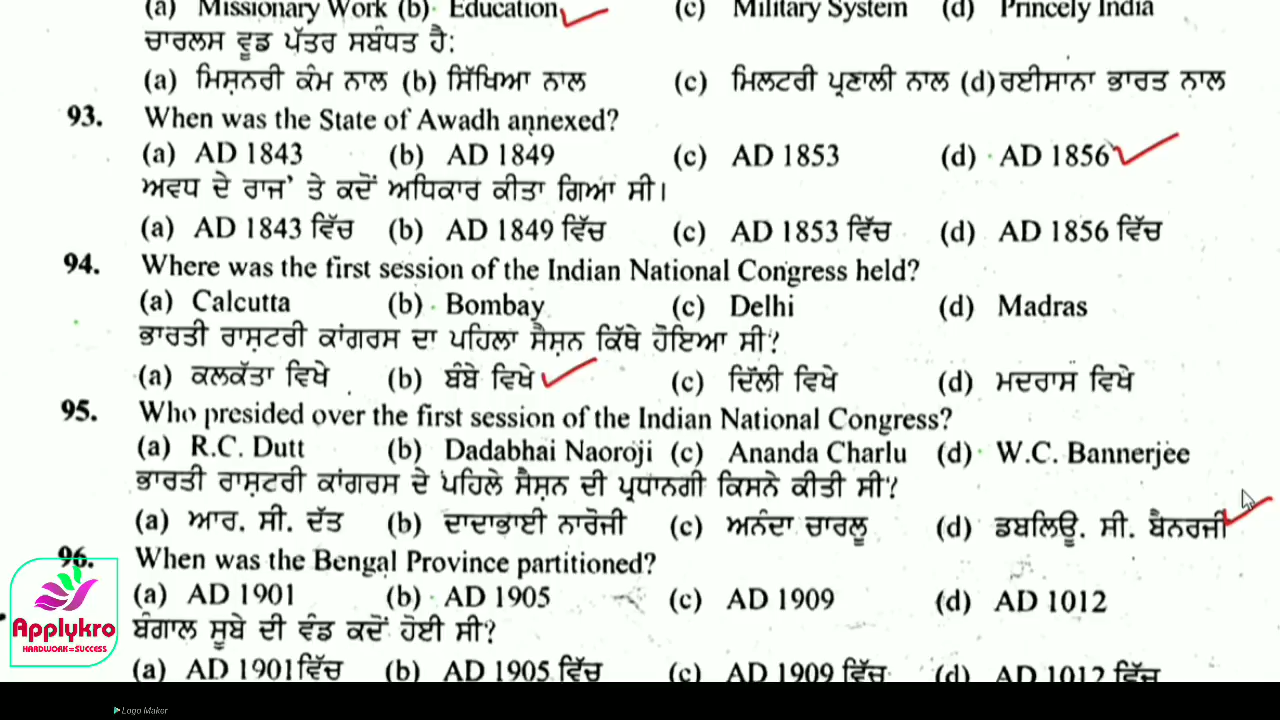 (a) Missionary Work (b) Education (c) Military System (d) Princely India
ਚਾਰਲਸ ਵੂਡ ਪੱਤਰ ਸਬੰਧਤ ਹੈ:
(a) ਮਿਸ਼ਨਰੀ ਕੰਮ ਨਾਲ (b) ਸਿੱਖਿਆ ਨਾਲ (c) ਮਿਲਟਰੀ ਪ੍ਰਣਾਲੀ ਨਾਲ (d) ਰਈਸਾਨਾ ਭਾਰਤ ਨਾਲ
93. When was the State of Awadh annexed?
(a) AD 1843 (b) AD 1849 (c) AD 1853 (d) AD 1856
ਅਵਧ ਦੇ ਰਾਜ ਤੇ ਕਦੋਂ ਅਧਿਕਾਰ ਕੀਤਾ ਗਿਆ ਸੀ।
(a) AD 1843 ਵਿੱਚ (b) AD 1849 ਵਿੱਚ (c) AD 1853 ਵਿੱਚ (d) AD 1856 ਵਿੱਚ
94. Where was the first session of the Indian National Congress held?
(a) Calcutta (b) Bombay (c) Delhi (d) Madras
ਭਾਰਤੀ ਰਾਸ਼ਟਰੀ ਕਾਂਗਰਸ ਦਾ ਪਹਿਲਾ ਸੈਸ਼ਨ ਕਿੱਥੇ ਹੋਇਆ ਸੀ?
(a) ਕਲਕੱਤਾ ਵਿਖੇ (b) ਬੰਬੇ ਵਿਖੇ (c) ਦਿੱਲੀ ਵਿਖੇ (d) ਮਦਰਾਸ ਵਿਖੇ
95. Who presided over the first session of the Indian National Congress?
(a) R.C. Dutt (b) Dadabhai Naoroji (c) Ananda Charlu (d) W.C. Bannerjee
ਭਾਰਤੀ ਰਾਸ਼ਟਰੀ ਕਾਂਗਰਸ ਦੇ ਪਹਿਲੇ ਸੈਸ਼ਨ ਦੀ ਪ੍ਰਧਾਨਗੀ ਕਿਸਨੇ ਕੀਤੀ ਸੀ?
(a) ਆਰ. ਸੀ. ਦੱਤ (b) ਦਾਦਾਭਾਈ ਨਾਰੋਜੀ (c) ਅਨੰਦਾ ਚਾਰਲੂ (d) ਡਬਲਿਊ. ਸੀ. ਬੈਨਰਜੀ
96. When was the Bengal Province partitioned?
(a) AD 1901 (b) AD 1905 (c) AD 1909 (d) AD 1012
ਬੰਗਾਲ ਸੂਬੇ ਦੀ ਵੰਡ ਕਦੋਂ ਹੋਈ ਸੀ?
(a) AD 1901 ਵਿੱਚ (b) AD 1905 ਵਿੱਚ (c) AD 1909 ਵਿੱਚ (d) AD 1012 ਵਿੱਚ
Applykro
HARDWORK=SUCCESS
Logo Maker